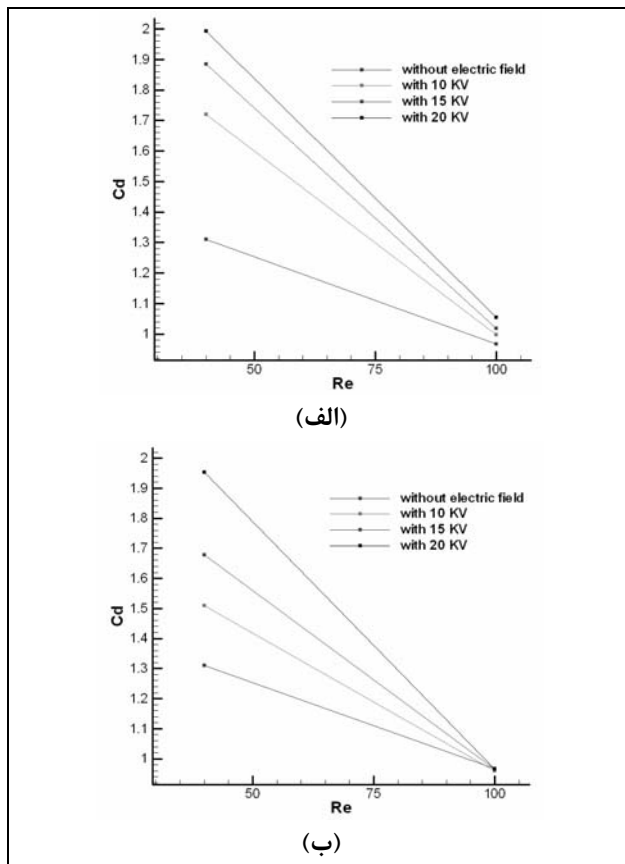 2
1.9
1.8
1.7
1.6
1.5
1.4
1.3
1.2
1.1
1
Cd
without electric field
with 10 KV
with 15 KV
with 20 KV
50
75
100
Re
(الف)
2
1.9
1.8
1.7
1.6
1.5
1.4
1.3
1.2
1.1
1
Cd
without electric field
with 10 KV
with 15 KV
with 20 KV
50
75
100
Re
(ب)